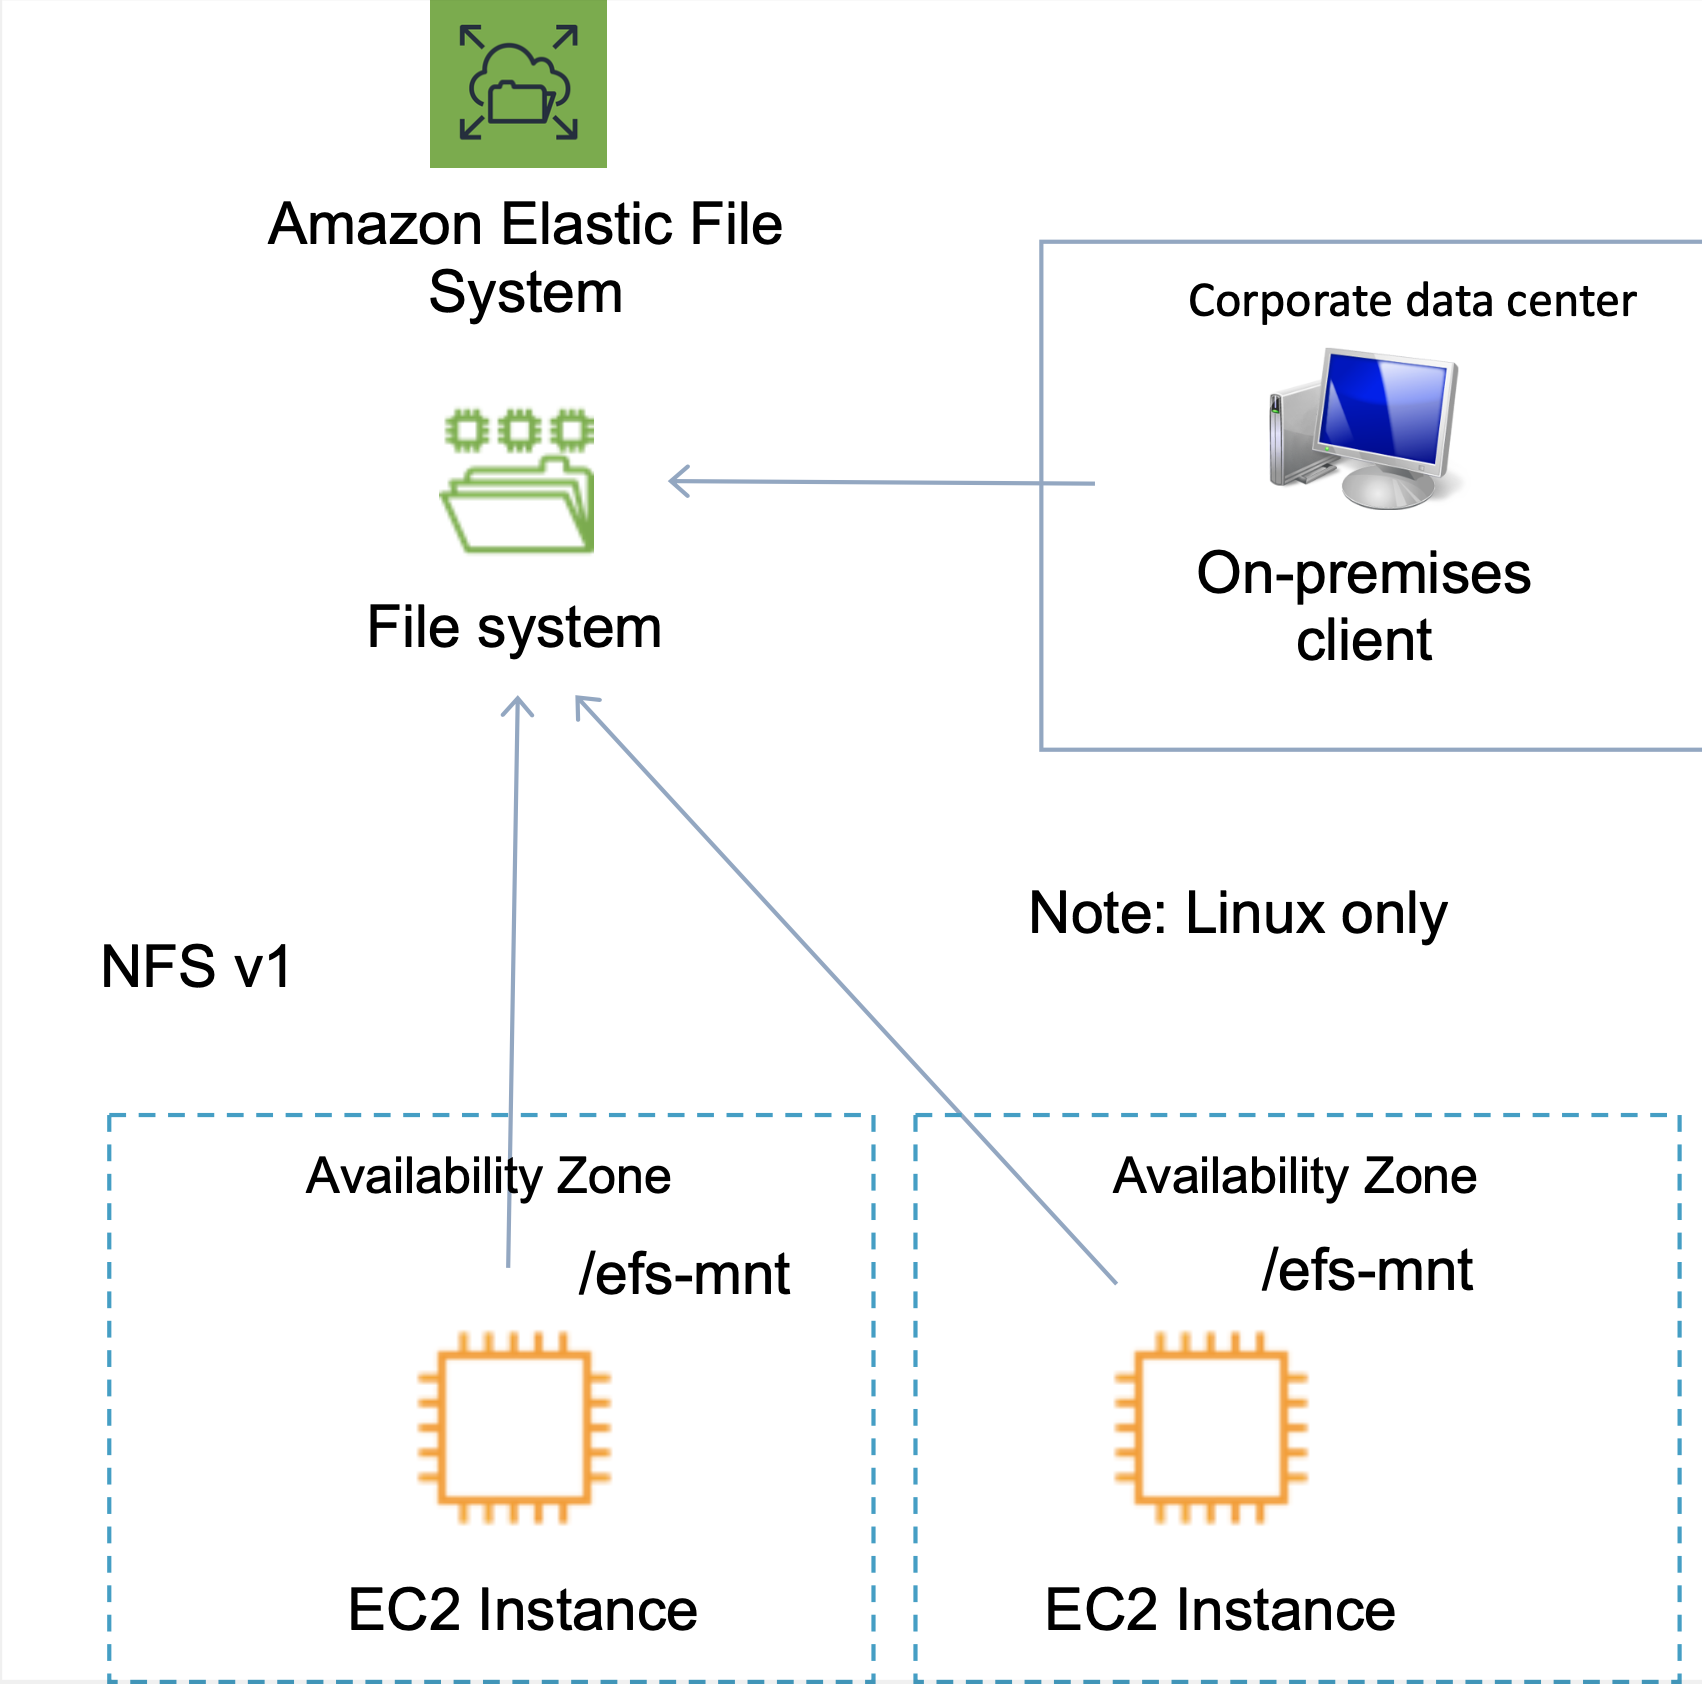 Amazon Elastic File
System
Corporate data center
On-premises
client
File system
Note: Linux only
NFS v1
Availability Zone
/efs-mnt
EC2 Instance
Availability Zone
/efs-mnt
EC2 Instance